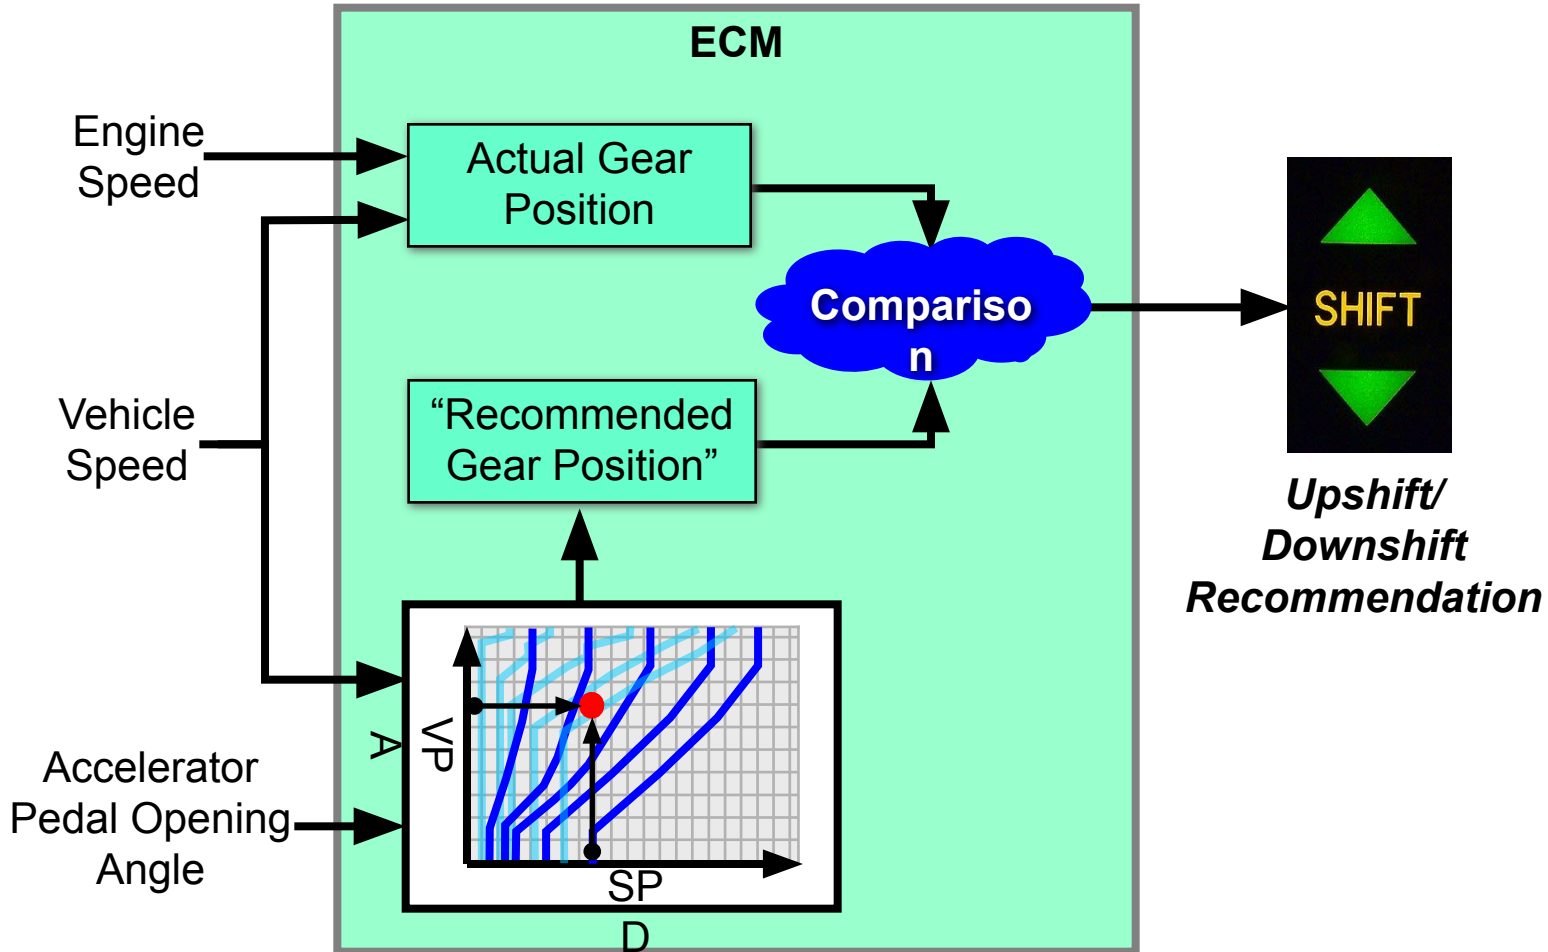 ECM
Engine
Speed
Actual Gear
Position
Compariso
n
SHIFT
Vehicle
Speed
“Recommended
Gear Position”
Upshift/
Downshift
Recommendation
Accelerator
Pedal Opening
Angle
VP
A
SP
D